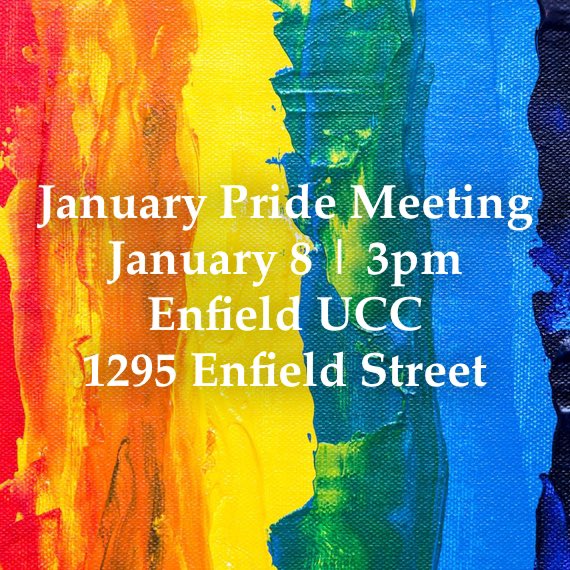 January Pride Meeting
January 8 | 3pm
Enfield UCC
1295 Enfield Street